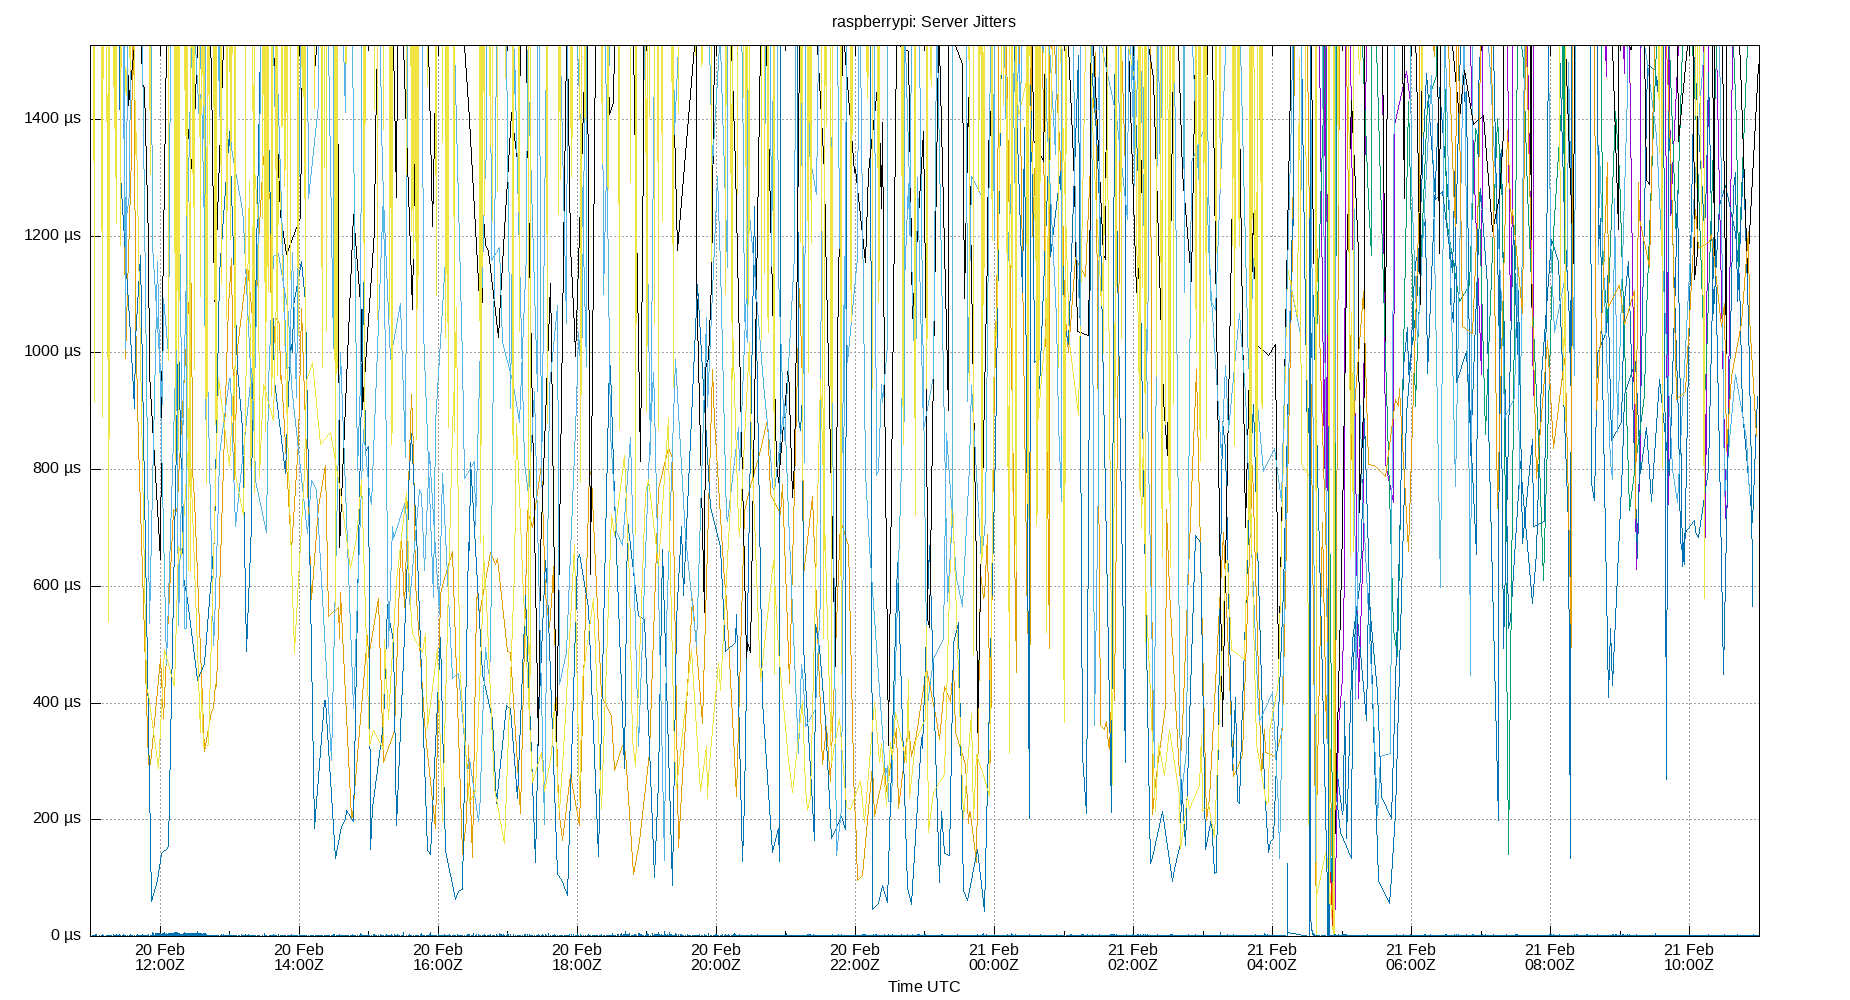 raspberrypi: Server Jitters
1400 µs
1200 µs
1000 µs
800 µs
600 µs
400 µs
200 µs
0 µs
20 Feb 20 Feb 20 Feb 20 Feb 20 Feb 20 Feb 21 Feb 21 Feb 21 Feb 21 Feb 21 Feb 21 Feb
12:00Z 14:00Z 16:00Z 18:00Z 20:00Z 22:00Z 00:00Z 02:00Z 04:00Z 06:00Z 08:00Z 10:00Z
Time UTC